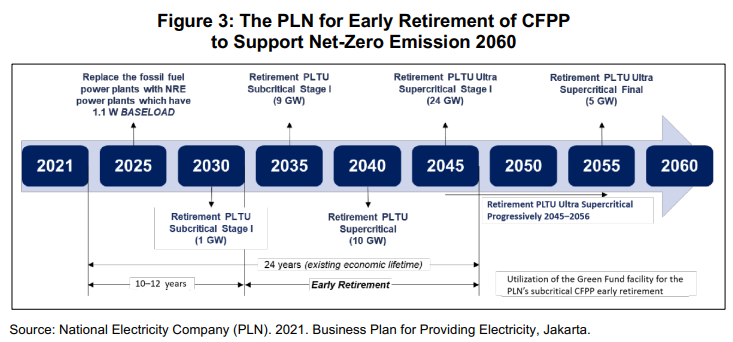 Figure 3: The PLN for Early Retirement of CFPP
to Support Net-Zero Emission 2060
Replace the fossil fuel
power plants with NRE
power plants which have
1.1 W BASELOAD
Retirement PLTU
Subcritical Stage I
(9 GW)
Retirement PLTU Ultra
Supercritical Stage I
(24 GW)
Retirement PLTU Ultra
Supercritical Final
(5 GW)
2021
2025
2030
2035
2040
2045
2050
2055
2060
Retirement PLTU
Subcritical Stage I
(1 GW)
Retirement PLTU
Supercritical
(10 GW)
Retirement PLTU Ultra Supercritical
Progressively 2045–2056
24 years (existing economic lifetime)
10–12 years
Early Retirement
Utilization of the Green Fund facility for the
PLN's subcritical CFPP early retirement
Source: National Electricity Company (PLN). 2021. Business Plan for Providing Electricity, Jakarta.